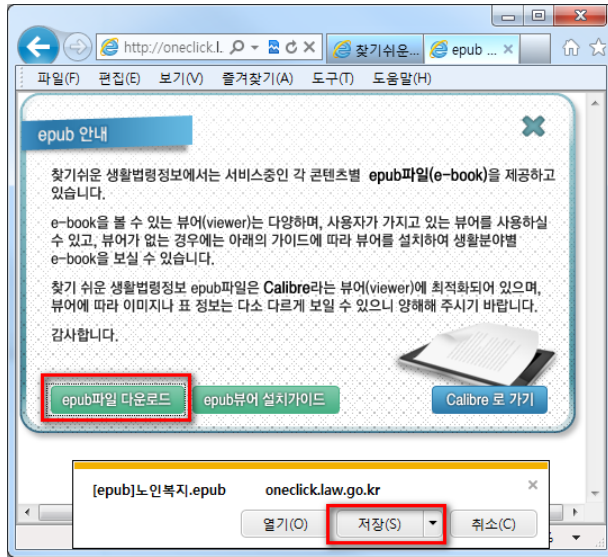 http://oneclick.l.
찾기쉬운...
epub ...
파일(F) 편집(E) 보기(V) 즐겨찾기(A) 도구(T) 도움말(H)
epub 안내
찾기쉬운 생활법령정보에서는 서비스중인 각 콘텐츠별 epub파일(e-book)을 제공하고
있습니다.
e-book을 볼 수 있는 뷰어(viewer)는 다양하며, 사용자가 가지고 있는 뷰어를 사용하실
수 있고, 뷰어가 없는 경우에는 아래의 가이드에 따라 뷰어를 설치하여 생활분야별
e-book을 보실 수 있습니다.
찾기 쉬운 생활법령정보 epub파일은 Calibre라는 뷰어(viewer)에 최적화되어 있으며,
뷰어에 따라 이미지나 표 정보는 다소 다르게 보일 수 있으니 양해해 주시기 바랍니다.
감사합니다.
epub파일 다운로드 epub뷰어 설치가이드 Calibre 로 가기
[epub]노인복지.epub oneclick.law.go.kr
열기(O) 저장(S) 취소(C)